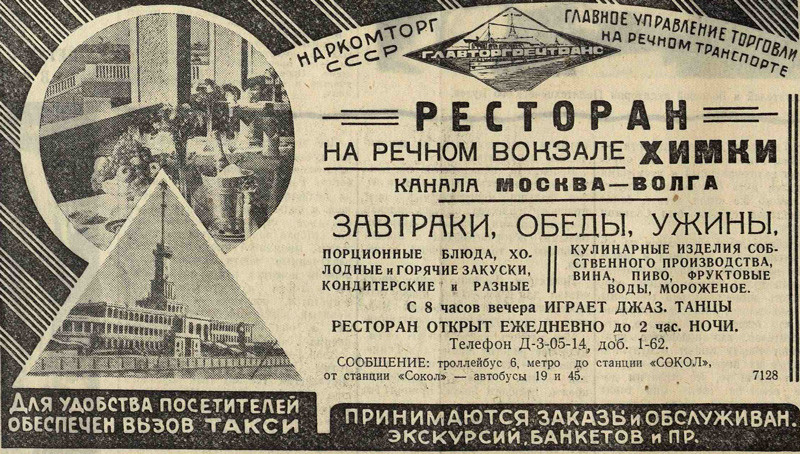 НАРКОМТОРГ
СССР
ГЛАВТОРГРЕЧТРАНС
ГЛАВНОЕ УПРАВЛЕНИЕ ТОРГОВЛИ
НА РЕЧНОМ ТРАНСПОРТЕ
РЕСТОРАН
НА РЕЧНОМ ВОКЗАЛЕ ХИМКИ
КАНАЛА МОСКВА—ВОЛГА
ЗАВТРАКИ, ОБЕДЫ, УЖИНЫ,
ПОРЦИОННЫЕ БЛЮДА, ХО-
ЛОДНЫЕ и ГОРЯЧИЕ ЗАКУСКИ,
КОНДИТЕРСКИЕ и РАЗНЫЕ
КУЛИНАРНЫЕ ИЗДЕЛИЯ СОБ-
СТВЕННОГО ПРОИЗВОДСТВА,
ВИНА, ПИВО, ФРУКТОВЫЕ
ВОДЫ, МОРОЖЕНОЕ.
С 8 часов вечера ИГРАЕТ ДЖАЗ. ТАНЦЫ
РЕСТОРАН ОТКРЫТ ЕЖЕДНЕВНО до 2 час. НОЧИ.
Телефон Д-3-05-14, доб. 1-62.
СООБЩЕНИЕ: троллейбус 6, метро до станции «СОКОЛ»,
от станции «Сокол» — автобусы 19 и 45. 7128
ДЛЯ УДОБСТВА ПОСЕТИТЕЛЕЙ
ОБЕСПЕЧЕН ВЫЗОВ ТАКСИ
ПРИНИМАЮТСЯ ЗАКАЗЫ и ОБСЛУЖИВАН.
ЭКСКУРСИЙ, БАНКЕТОВ и ПР.